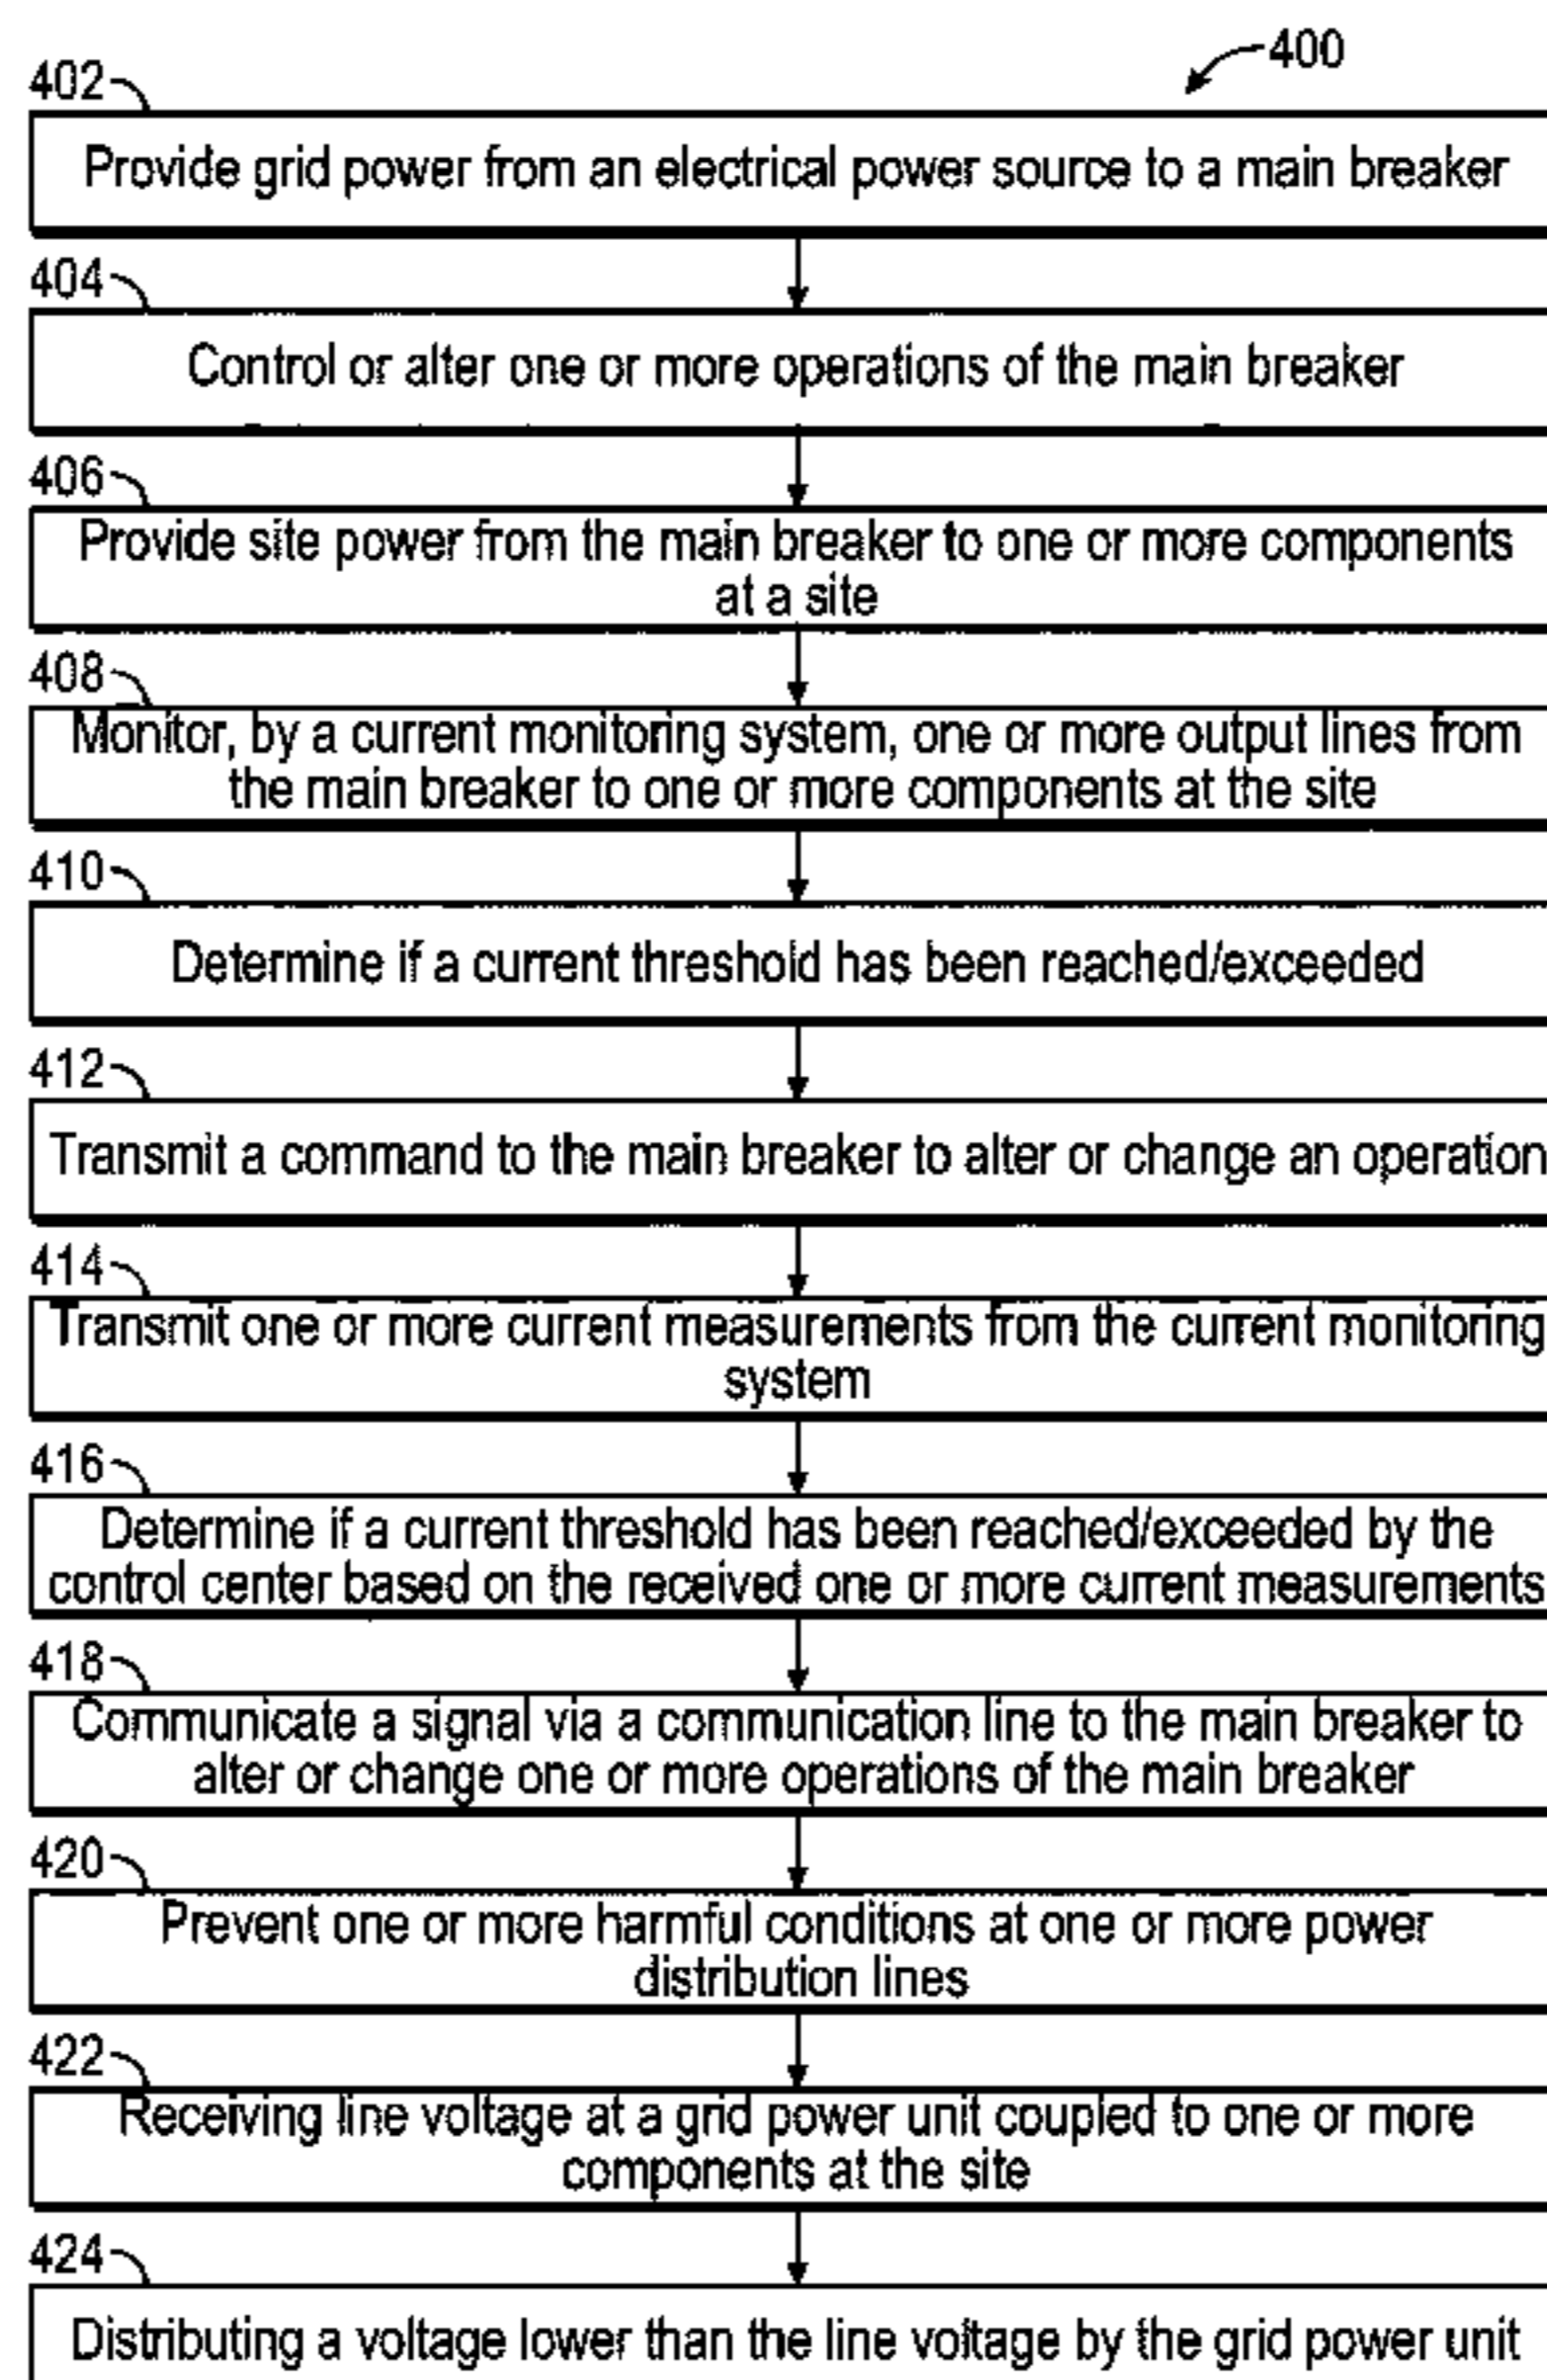 400
402
Provide grid power from an electrical power source to a main breaker
404
Control or alter one or more operations of the main breaker
406
Provide site power from the main breaker to one or more components
at a site
408
Monitor, by a current monitoring system, one or more output lines from
the main breaker to one or more components at the site
410
Determine if a current threshold has been reached/exceeded
412
Transmit a command to the main breaker to alter or change an operation
414
Transmit one or more current measurements from the current monitoring
system
416
Determine if a current threshold has been reached/exceeded by the
control center based on the received one or more current measurements
418
Communicate a signal via a communication line to the main breaker to
alter or change one or more operations of the main breaker
420
Prevent one or more harmful conditions at one or more power
distribution lines
422
Receiving line voltage at a grid power unit coupled to one or more
components at the site
424
Distributing a voltage lower than the line voltage by the grid power unit